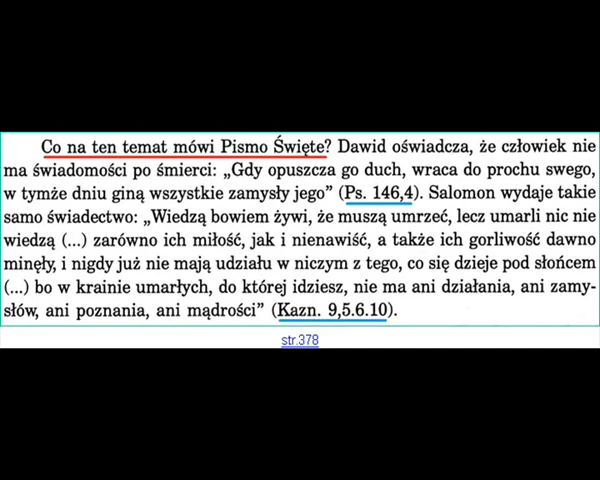 Co na ten temat mówi Pismo Święte? Dawid oświadcza, że człowiek nie
ma świadomości po śmierci: „Gdy opuszcza go duch, wraca do prochu swego,
w tymże dniu giną wszystkie zamysły jego” (Ps. 146,4). Salomon wydaje takie
samo świadectwo: „Wiedzą bowiem żywi, że muszą umrzeć, lecz umarli nic nie
wiedzą (...) zarówno ich miłość, jak i nienawiść, a także ich gorliwość dawno
minęły, i nigdy już nie mają udziału w niczym z tego, co się dzieje pod słońcem
(...) bo w krainie umarłych, do której idziesz, nie ma ani działania, ani zamy-
słów, ani poznania, ani mądrości” (Kazn. 9,5.6.10).
str.378